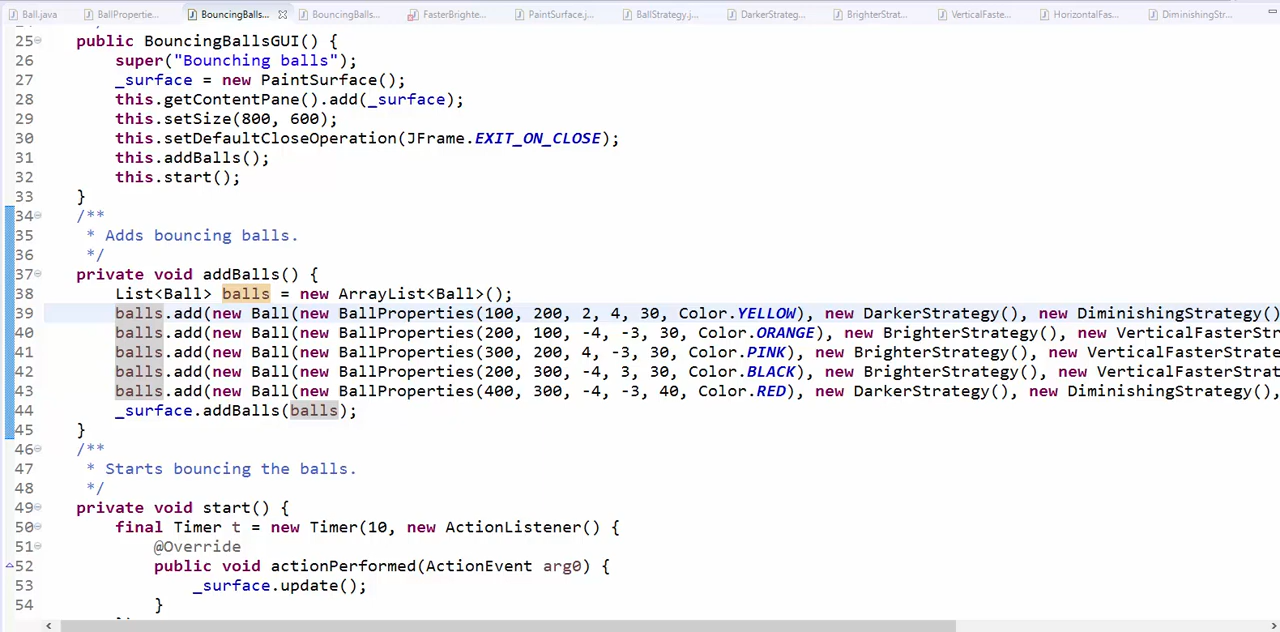 Ball.java BallPropertie... BouncingBalls... BouncingBalls... FasterBrighte... PaintSurface.j... BallStrategy.j... DarkerStrateg... BrighterStrat... VerticalFaste... HorizontalFas... DiminishingStr...
25 public BouncingBallsGUI() {
26 super("Bounching balls");
27 _surface = new PaintSurface();
28 this.getContentPane().add(_surface);
29 this.setSize(800, 600);
30 this.setDefaultCloseOperation(JFrame.EXIT_ON_CLOSE);
31 this.addBalls();
32 this.start();
33 }
34 /**
35 * Adds bouncing balls.
36 */
37 private void addBalls() {
38 List<Ball> balls = new ArrayList<Ball>();
39 balls.add(new Ball(new BallProperties(100, 200, 2, 4, 30, Color.YELLOW), new DarkerStrategy(), new DiminishingStrategy()
40 balls.add(new Ball(new BallProperties(200, 100, -4, -3, 30, Color.ORANGE), new BrighterStrategy(), new VerticalFasterStr
41 balls.add(new Ball(new BallProperties(300, 200, 4, -3, 30, Color.PINK), new BrighterStrategy(), new VerticalFasterStrate
42 balls.add(new Ball(new BallProperties(200, 300, -4, 3, 30, Color.BLACK), new BrighterStrategy(), new VerticalFasterStrat
43 balls.add(new Ball(new BallProperties(400, 300, -4, -3, 40, Color.RED), new DarkerStrategy(), new DiminishingStrategy(),
44 _surface.addBalls(balls);
45 }
46 /**
47 * Starts bouncing the balls.
48 */
49 private void start() {
50 final Timer t = new Timer(10, new ActionListener() {
51 @Override
52 public void actionPerformed(ActionEvent arg0) {
53 _surface.update();
54 }